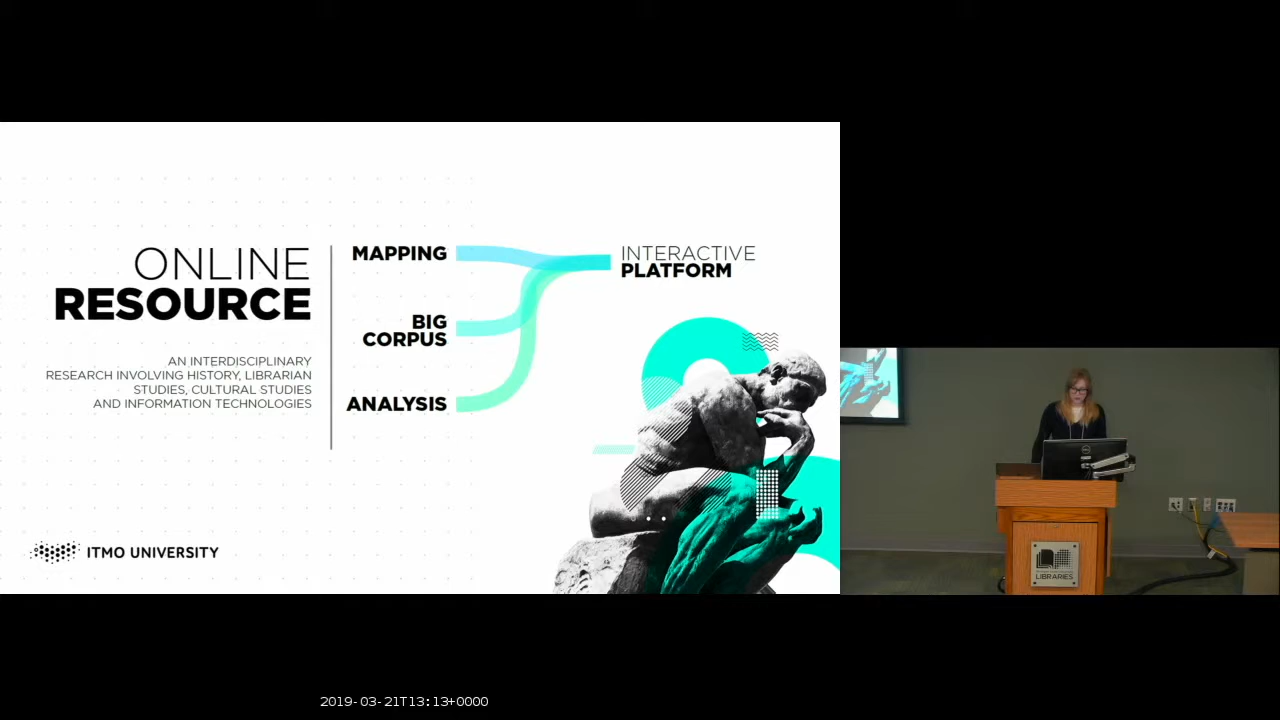 ONLINE
RESOURCE
AN INTERDISCIPLINARY
RESEARCH INVOLVING HISTORY, LIBRARIAN
STUDIES, CULTURAL STUDIES
AND INFORMATION TECHNOLOGIES
MAPPING
BIG
CORPUS
ANALYSIS
INTERACTIVE
PLATFORM
ITMO UNIVERSITY
LIBRARIES
2019-03-21T13:13+0000